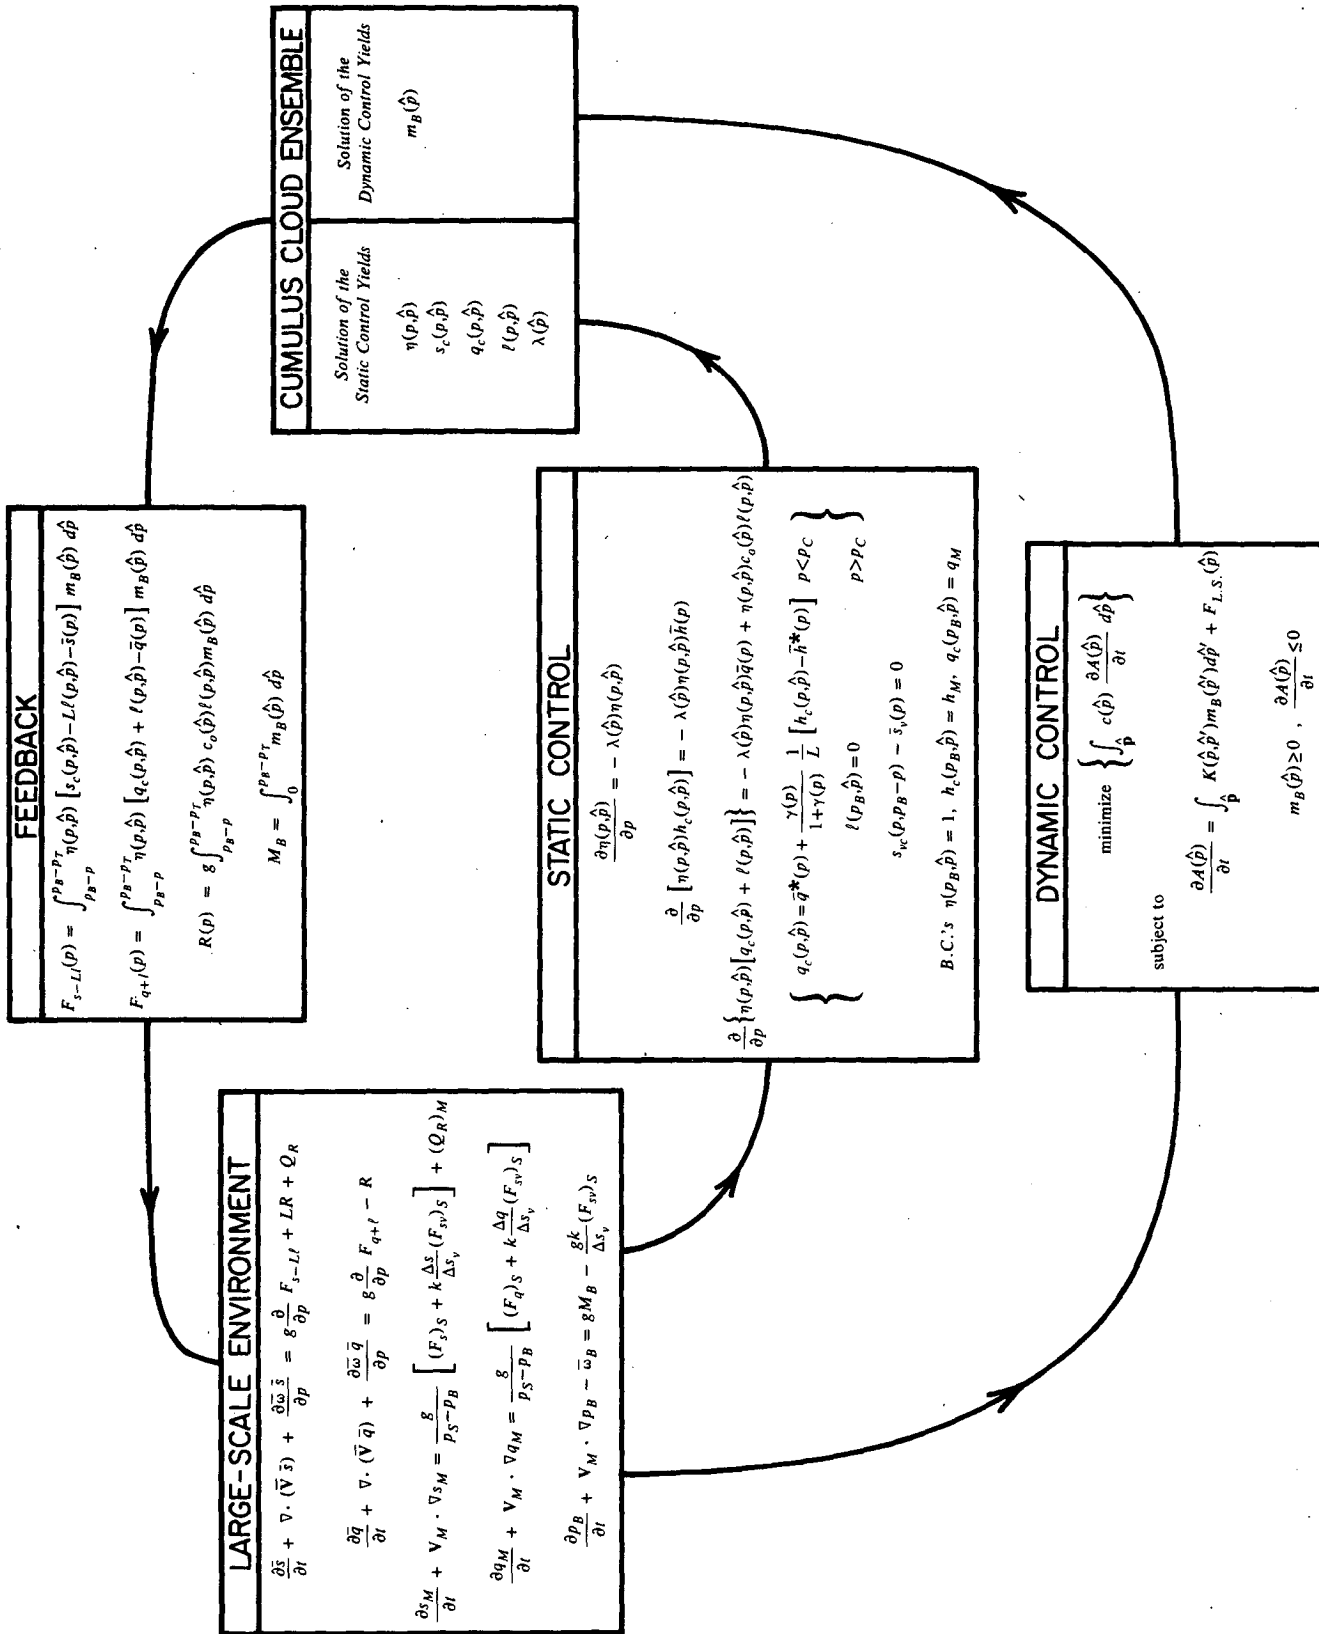 FEEDBACK
F_{s-Ll}(p) = ∫_{p_B-p}^{p_B-p_T} η(p,p̂) [s_c(p,p̂)-Lℓ(p,p̂)-s̄(p)] m_B(p̂) dp̂
F_{q+l}(p) = ∫_{p_B-p}^{p_B-p_T} η(p,p̂) [q_c(p,p̂) + ℓ(p,p̂)-q̄(p)] m_B(p̂) dp̂
R(p) = g∫_{p_B-p}^{p_B-p_T} η(p,p̂) c_o(p̂)ℓ(p,p̂)m_B(p̂) dp̂
M_B = ∫_0^{p_B-p_T} m_B(p̂) dp̂
LARGE-SCALE ENVIRONMENT
∂s̄/∂t + ∇·(V̄ s̄) + ∂ω̄ s̄/∂p = g ∂/∂p F_{s-Lℓ} + LR + Q_R
∂q̄/∂t + ∇·(V̄ q̄) + ∂ω̄ q̄/∂p = g ∂/∂p F_{q+ℓ} − R
∂s_M/∂t + V_M · ∇s_M = g/(p_S-p_B) [(F_s)_S + k Δs/Δs_v (F_{sv})_S] + (Q_R)_M
∂q_M/∂t + V_M · ∇q_M = g/(p_S-p_B) [(F_q)_S + k Δq/Δs_v (F_{sv})_S]
∂p_B/∂t + V_M · ∇p_B − ω̄_B = gM_B − gk/Δs_v (F_{sv})_S
STATIC CONTROL
∂η(p,p̂)/∂p = − λ(p̂)η(p,p̂)
∂/∂p [η(p,p̂)h_c(p,p̂)] = − λ(p̂)η(p,p̂)h̄(p)
∂/∂p {η(p,p̂)[q_c(p,p̂) + ℓ(p,p̂)]} = − λ(p̂)η(p,p̂)q̄(p) + η(p,p̂)c_o(p̂)ℓ(p,p̂)
{ q_c(p,p̂) = q̄*(p) + γ(p)/(1+γ(p)) 1/L [h_c(p,p̂)−h̄*(p)] p<p_C }
ℓ(p_B,p̂)=0 p>p_C
s_{vc}(p,p_B-p) − s̄_v(p) = 0
B.C.'s η(p_B,p̂) = 1, h_c(p_B,p̂) = h_M, q_c(p_B,p̂) = q_M
CUMULUS CLOUD ENSEMBLE
Solution of the
Static Control Yields
η(p,p̂)
s_c(p,p̂)
q_c(p,p̂)
ℓ(p,p̂)
λ(p̂)
Solution of the
Dynamic Control Yields
m_B(p̂)
DYNAMIC CONTROL
minimize {∫_p̂ c(p̂) ∂A(p̂)/∂t dp̂}
subject to
∂A(p̂)/∂t = ∫_p̂ K(p̂,p̂′)m_B(p̂′)dp̂′ + F_{L.S.}(p̂)
m_B(p̂)≥0 , ∂A(p̂)/∂t ≤0